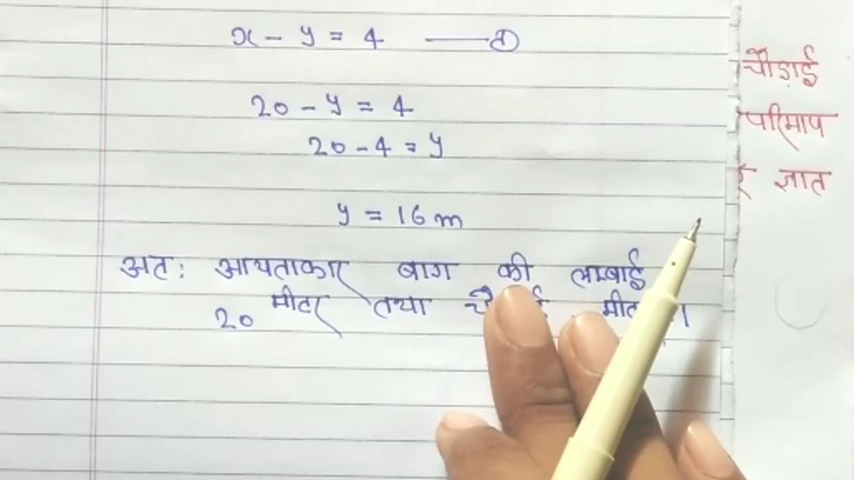 x - y = 4 —— ①
20 - y = 4
20 - 4 = y
y = 16 m
अतः आयताकार बाग की लम्बाई
20 मीटर तथा
चौड़ाई
परिमाप
ज्ञात